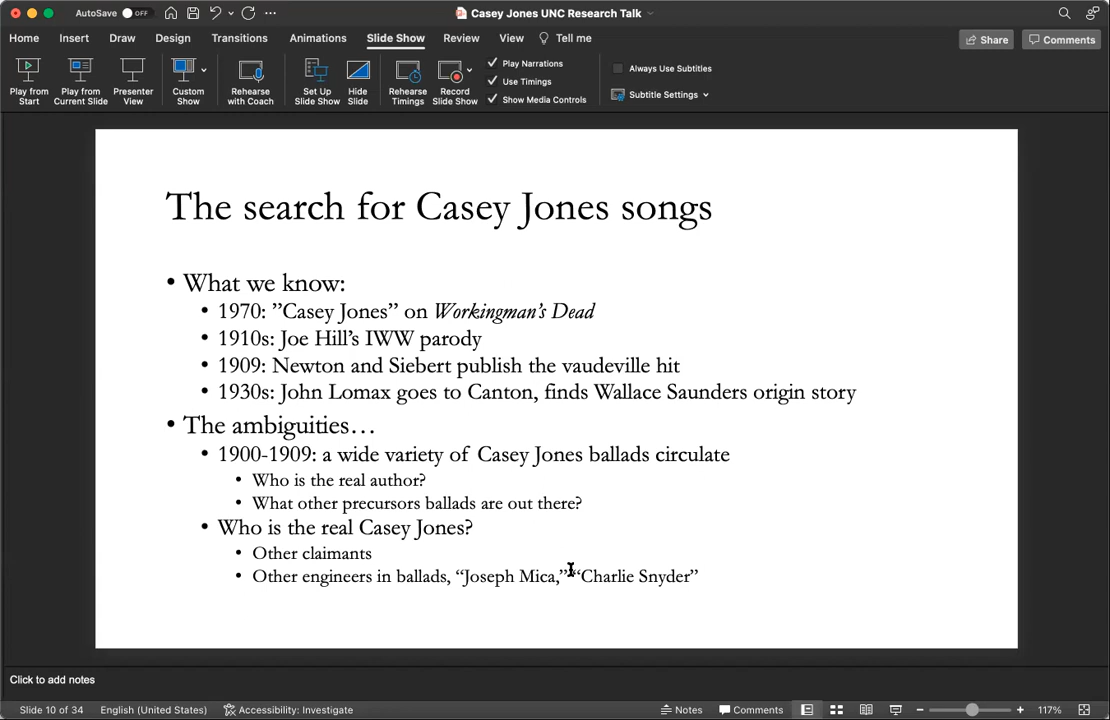 AutoSave OFF
Casey Jones UNC Research Talk
Home Insert Draw Design Transitions Animations Slide Show Review View Tell me
Share Comments
Play from Start
Play from Current Slide
Presenter View
Custom Show
Rehearse with Coach
Set Up Slide Show
Hide Slide
Rehearse Timings
Record Slide Show
Play Narrations
Use Timings
Show Media Controls
Always Use Subtitles
Subtitle Settings
The search for Casey Jones songs
• What we know:
• 1970: ”Casey Jones” on Workingman’s Dead
• 1910s: Joe Hill’s IWW parody
• 1909: Newton and Siebert publish the vaudeville hit
• 1930s: John Lomax goes to Canton, finds Wallace Saunders origin story
• The ambiguities…
• 1900-1909: a wide variety of Casey Jones ballads circulate
• Who is the real author?
• What other precursors ballads are out there?
• Who is the real Casey Jones?
• Other claimants
• Other engineers in ballads, “Joseph Mica,” “Charlie Snyder”
Click to add notes
Slide 10 of 34 English (United States) Accessibility: Investigate Notes Comments 117%